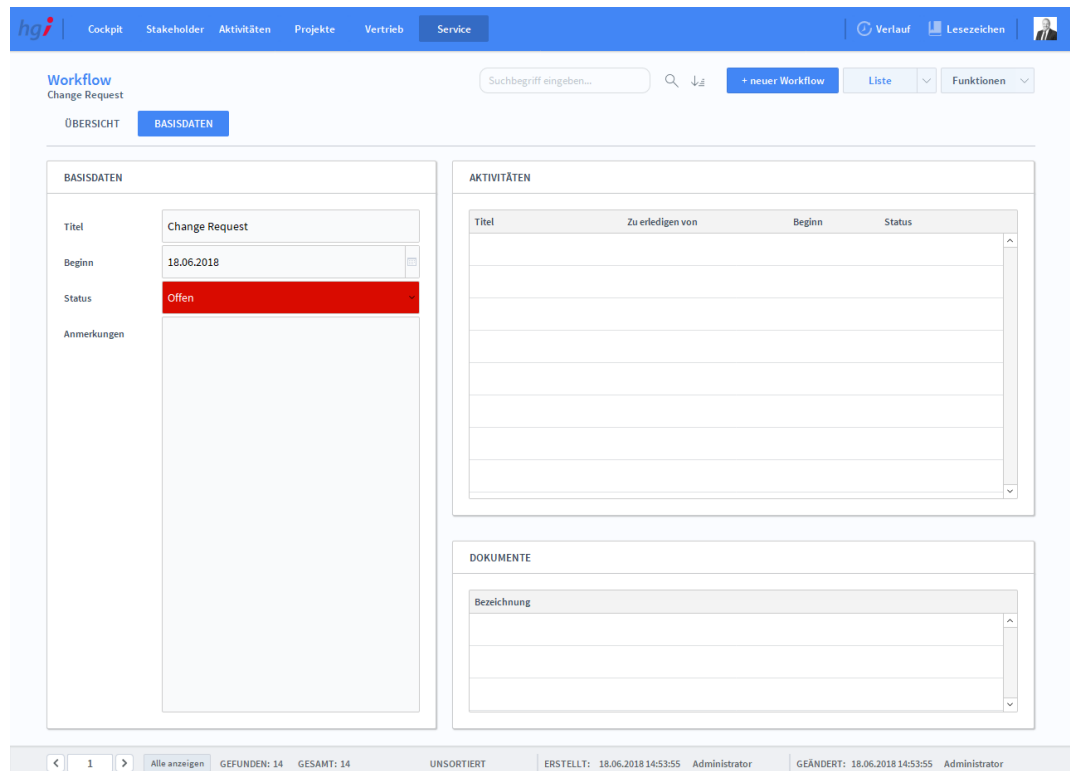 hgi Cockpit Stakeholder Aktivitäten Projekte Vertrieb Service Verlauf Lesezeichen
Workflow
Change Request
Suchbegriff eingeben... + neuer Workflow Liste Funktionen
ÜBERSICHT BASISDATEN
BASISDATEN
Titel Change Request
Beginn 18.06.2018
Status Offen
Anmerkungen
AKTIVITÄTEN
Titel Zu erledigen von Beginn Status
DOKUMENTE
Bezeichnung
1 Alle anzeigen GEFUNDEN: 14 GESAMT: 14 UNSORTIERT ERSTELLT: 18.06.2018 14:53:55 Administrator GEÄNDERT: 18.06.2018 14:53:55 Administrator